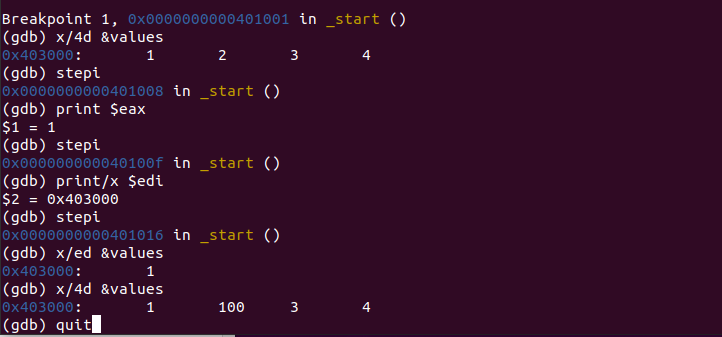 Breakpoint 1, 0x0000000000401001 in _start ()
(gdb) x/4d &values
0x403000:       1       2       3       4
(gdb) stepi
0x0000000000401008 in _start ()
(gdb) print $eax
$1 = 1
(gdb) stepi
0x000000000040100f in _start ()
(gdb) print/x $edi
$2 = 0x403000
(gdb) stepi
0x0000000000401016 in _start ()
(gdb) x/ed &values
0x403000:       1
(gdb) x/4d &values
0x403000:       1       100     3       4
(gdb) quit